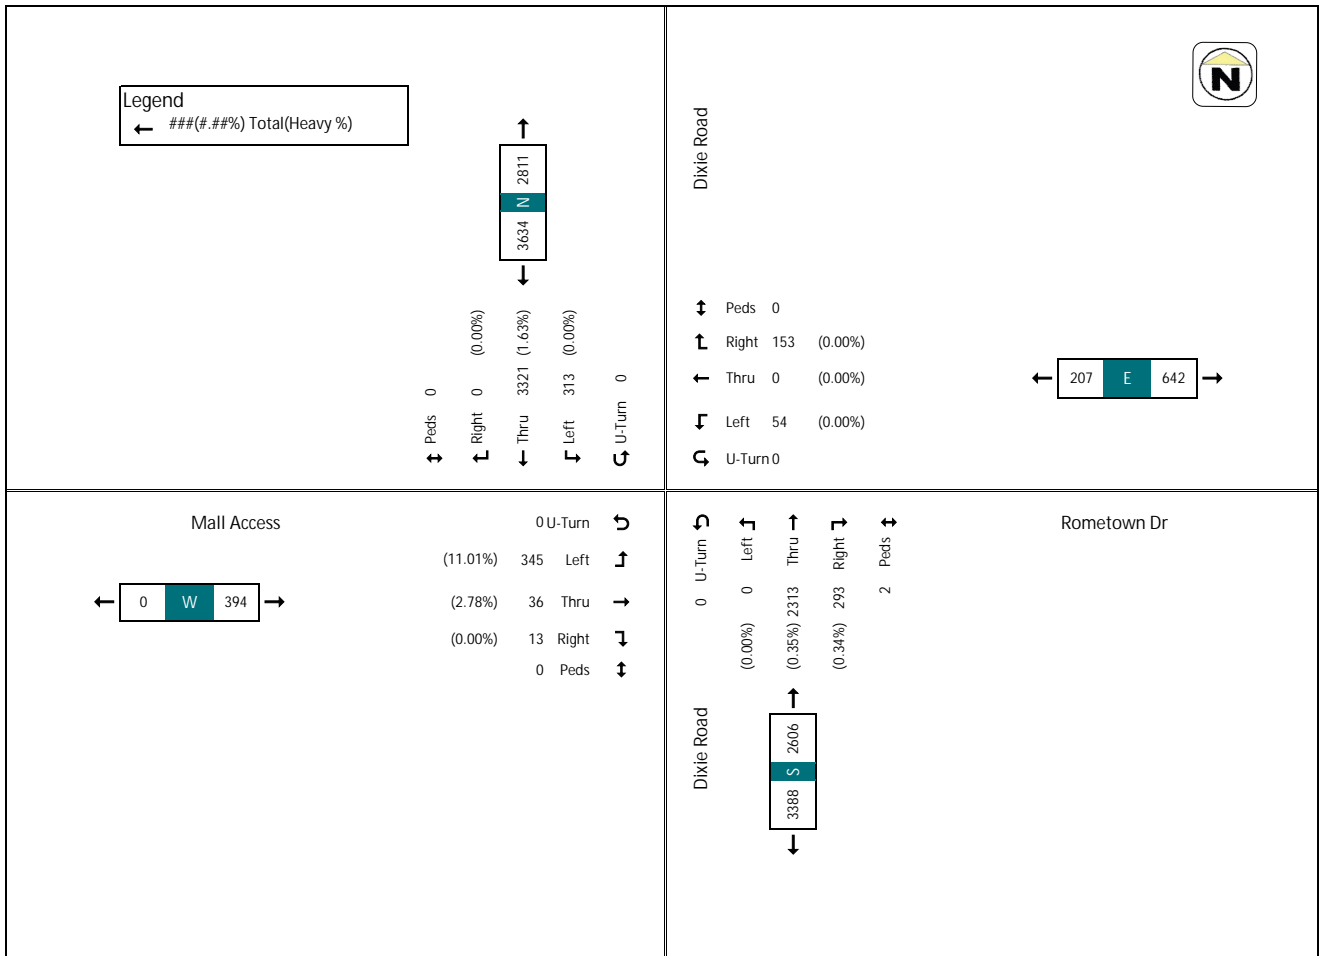 Legend
###(#.##%) Total(Heavy %)
2811
N
3634
Peds 0
Right 0 (0.00%)
Thru 3321 (1.63%)
Left 313 (0.00%)
U-Turn 0
N
Dixie Road
Peds 0
Right 153 (0.00%)
Thru 0 (0.00%)
Left 54 (0.00%)
U-Turn 0
207 E 642
Mall Access
0 W 394
0 U-Turn
(11.01%) 345 Left
(2.78%) 36 Thru
(0.00%) 13 Right
0 Peds
0 U-Turn
(0.00%) 0 Left
(0.35%) 2313 Thru
(0.34%) 293 Right
2 Peds
Rometown Dr
Dixie Road
2606
S
3388